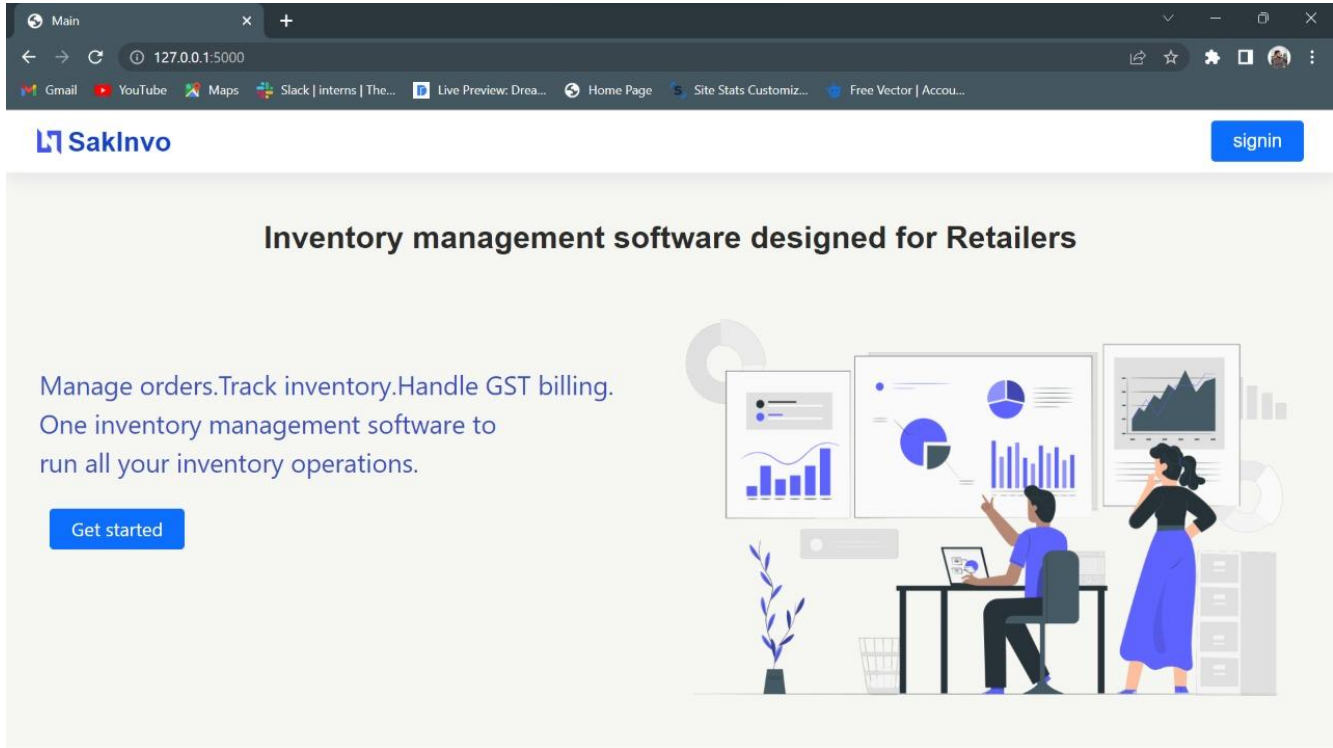 Main
127.0.0.1:5000
Gmail YouTube Maps Slack | interns | The... Live Preview: Drea... Home Page Site Stats Customiz... Free Vector | Accou...
SakInvo signin
Inventory management software designed for Retailers
Manage orders.Track inventory.Handle GST billing.
One inventory management software to
run all your inventory operations.
Get started